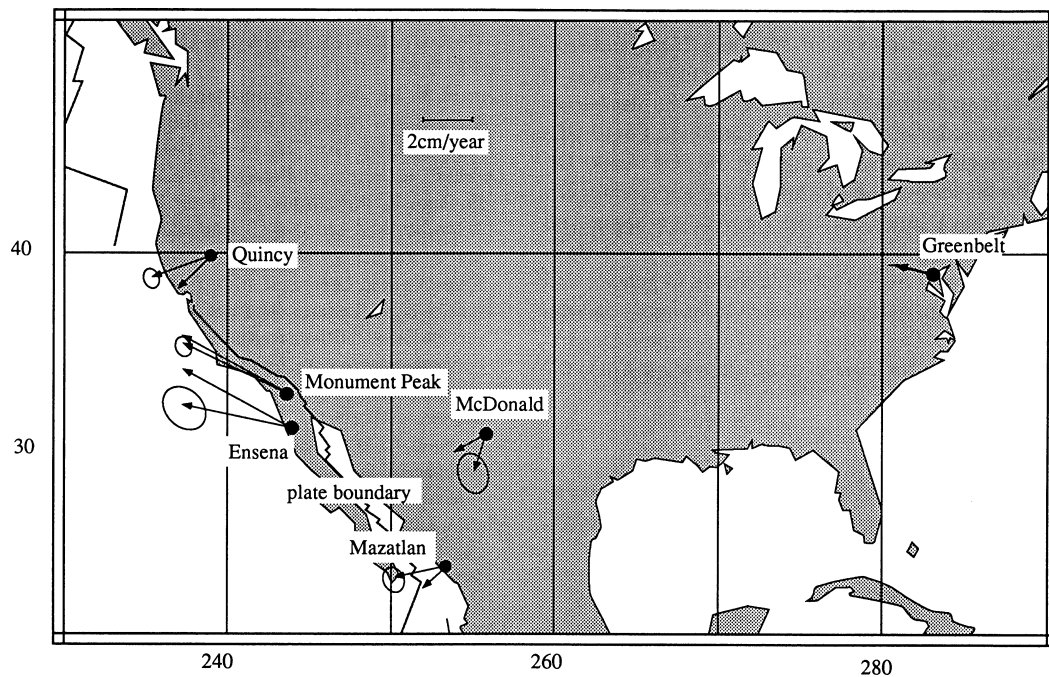 2cm/year
40
Quincy
Greenbelt
Monument Peak
McDonald
30
Ensena
plate boundary
Mazatlan
240
260
280